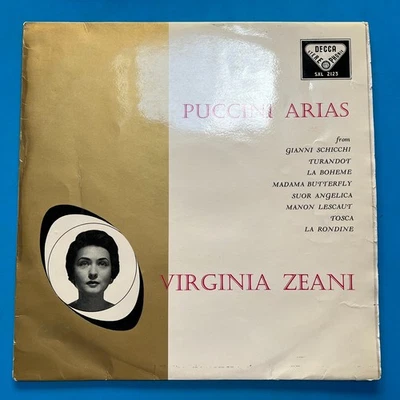 DECCA
SXL 2123
PUCCINI ARIAS
from
GIANNI SCHICCHI
TURANDOT
LA BOHEME
MADAMA BUTTERFLY
SUOR ANGELICA
MANON LESCAUT
TOSCA
LA RONDINE
VIRGINIA ZEANI